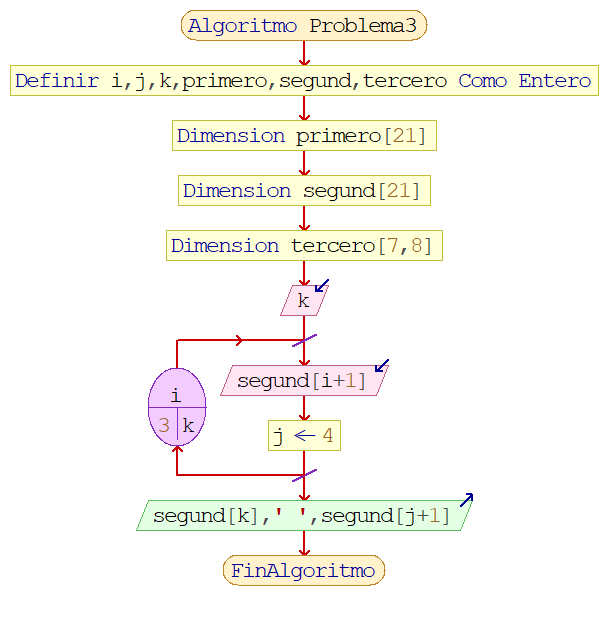 Algoritmo Problema3
Definir i,j,k,primero,segund,tercero Como Entero
Dimension primero[21]
Dimension segund[21]
Dimension tercero[7,8]
k
i
3 k
segund[i+1]
j ← 4
segund[k],' ',segund[j+1]
FinAlgoritmo